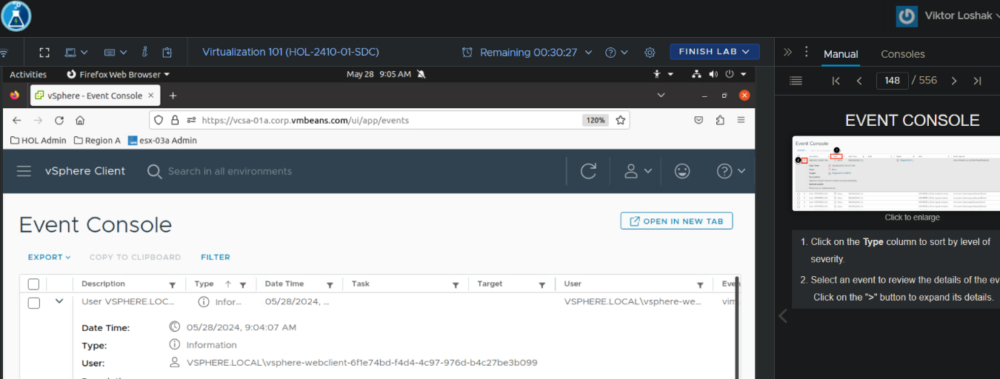 Viktor Loshak
Virtualization 101 (HOL-2410-01-SDC)
Remaining 00:30:27
FINISH LAB
Manual
Consoles
Activities
Firefox Web Browser
May 28 9:05 AM
148 / 556
vSphere - Event Console
https://vcsa-01a.corp.vmbeans.com/ui/app/events
120%
HOL Admin
Region A
esx-03a Admin
vSphere Client
Search in all environments
Event Console
OPEN IN NEW TAB
EXPORT
COPY TO CLIPBOARD
FILTER
Description Type Date Time Task Target User Even
User VSPHERE.LOC... Infor... 05/28/2024, ... VSPHERE.LOCAL\vsphere-we... vim.
Date Time: 05/28/2024, 9:04:07 AM
Type: Information
User: VSPHERE.LOCAL\vsphere-webclient-6f1e74bd-f4d4-4c97-976d-b4c27be3b099
EVENT CONSOLE
Event Console
Click to enlarge
1. Click on the Type column to sort by level of
severity.
2. Select an event to review the details of the eve
Click on the ">" button to expand its details.